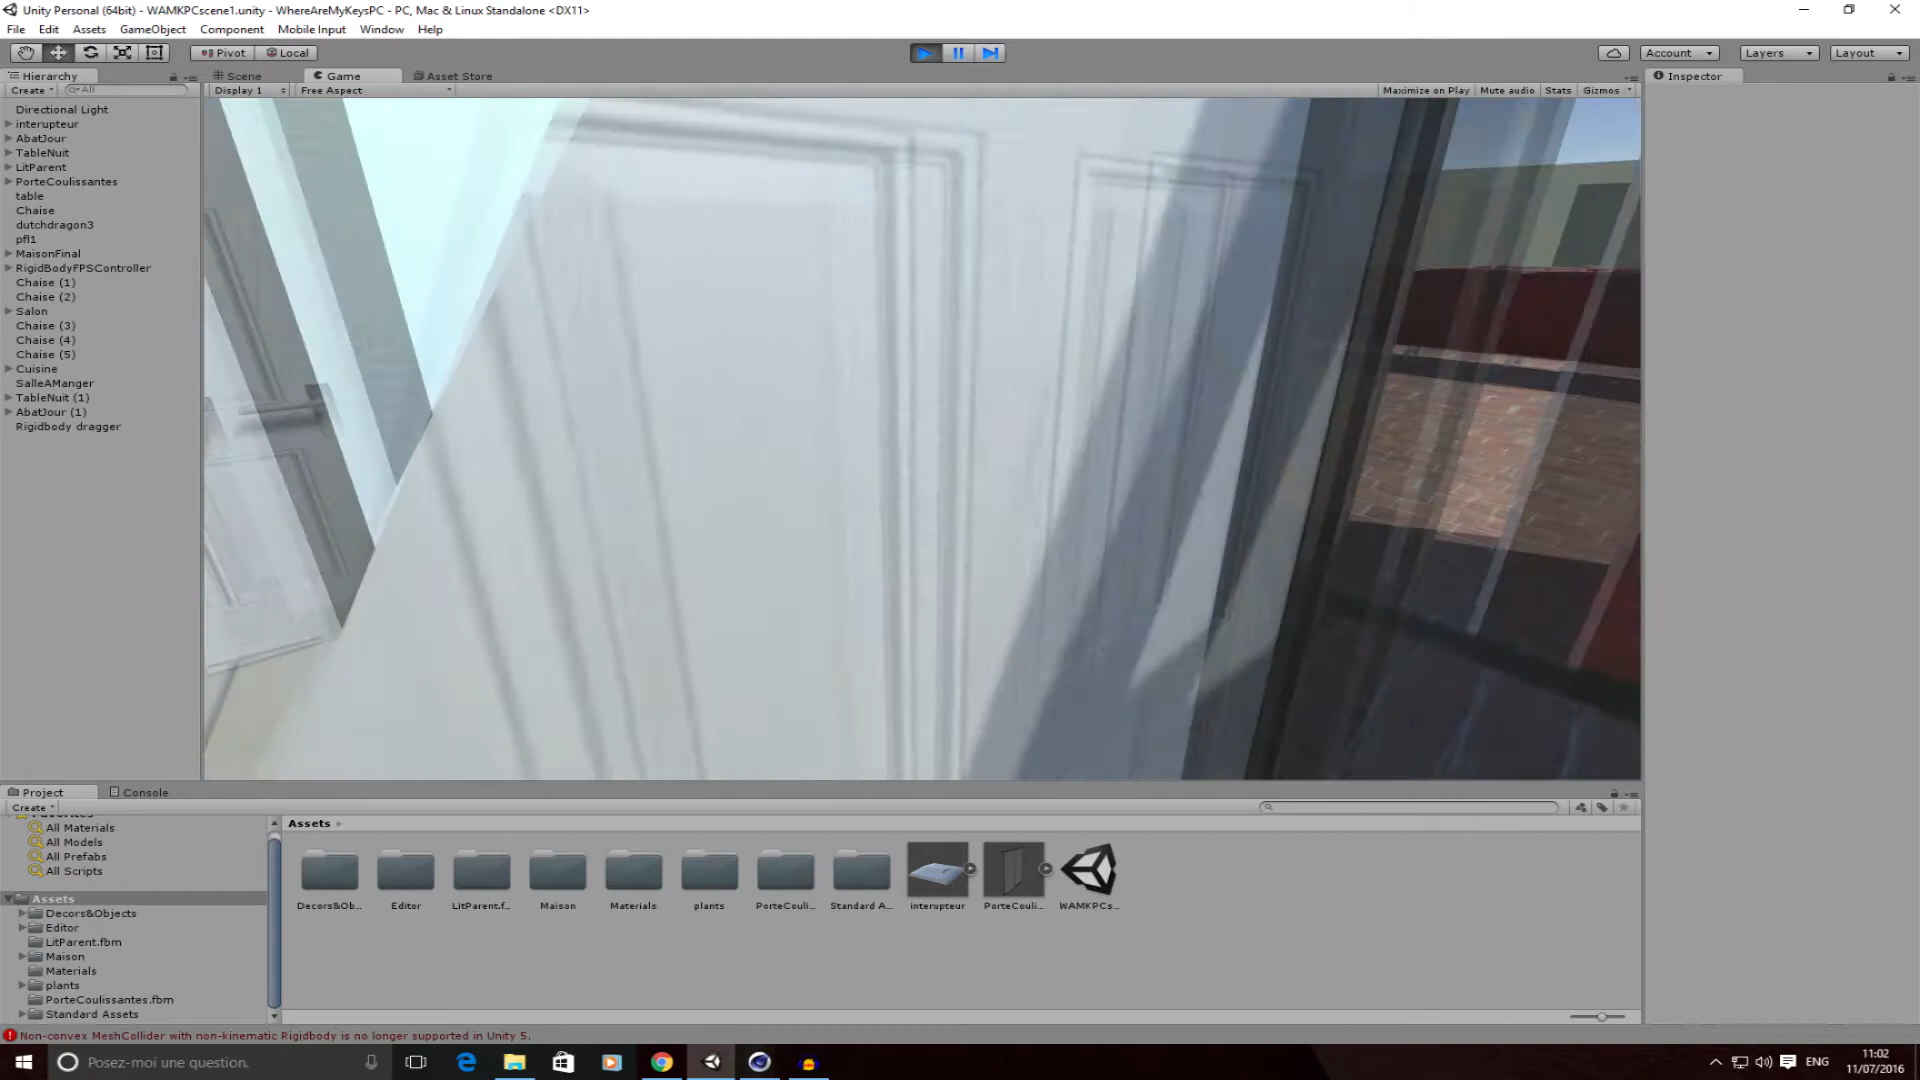 Unity Personal (64bit) - WAMKPCscene1.unity - WhereAreMyKeysPC - PC, Mac & Linux Standalone <DX11>
File Edit Assets GameObject Component Mobile Input Window Help
Pivot Local Account Layers Layout
Hierarchy Scene Game Asset Store Inspector
Create All Display 1 Free Aspect Maximize on Play Mute audio Stats Gizmos
Directional Light
interupteur
AbatJour
TableNuit
LitParent
PorteCoulissantes
table
Chaise
dutchdragon3
pfl1
MaisonFinal
RigidBodyFPSController
Chaise (1)
Chaise (2)
Salon
Chaise (3)
Chaise (4)
Chaise (5)
Cuisine
SalleAManger
TableNuit (1)
AbatJour (1)
Rigidbody dragger
Project Console
Create
Favorites
All Materials
All Models
All Prefabs
All Scripts
Assets
Decors&Objects
Editor
LitParent.fbm
Maison
Materials
plants
PorteCoulissantes.fbm
Standard Assets
Assets
Decors&Ob... Editor LitParent.f... Maison Materials plants PorteCouli... Standard A... interupteur PorteCouli... WAMKPCs...
Non-convex MeshCollider with non-kinematic Rigidbody is no longer supported in Unity 5.
Posez-moi une question.
ENG
11:02
11/07/2016